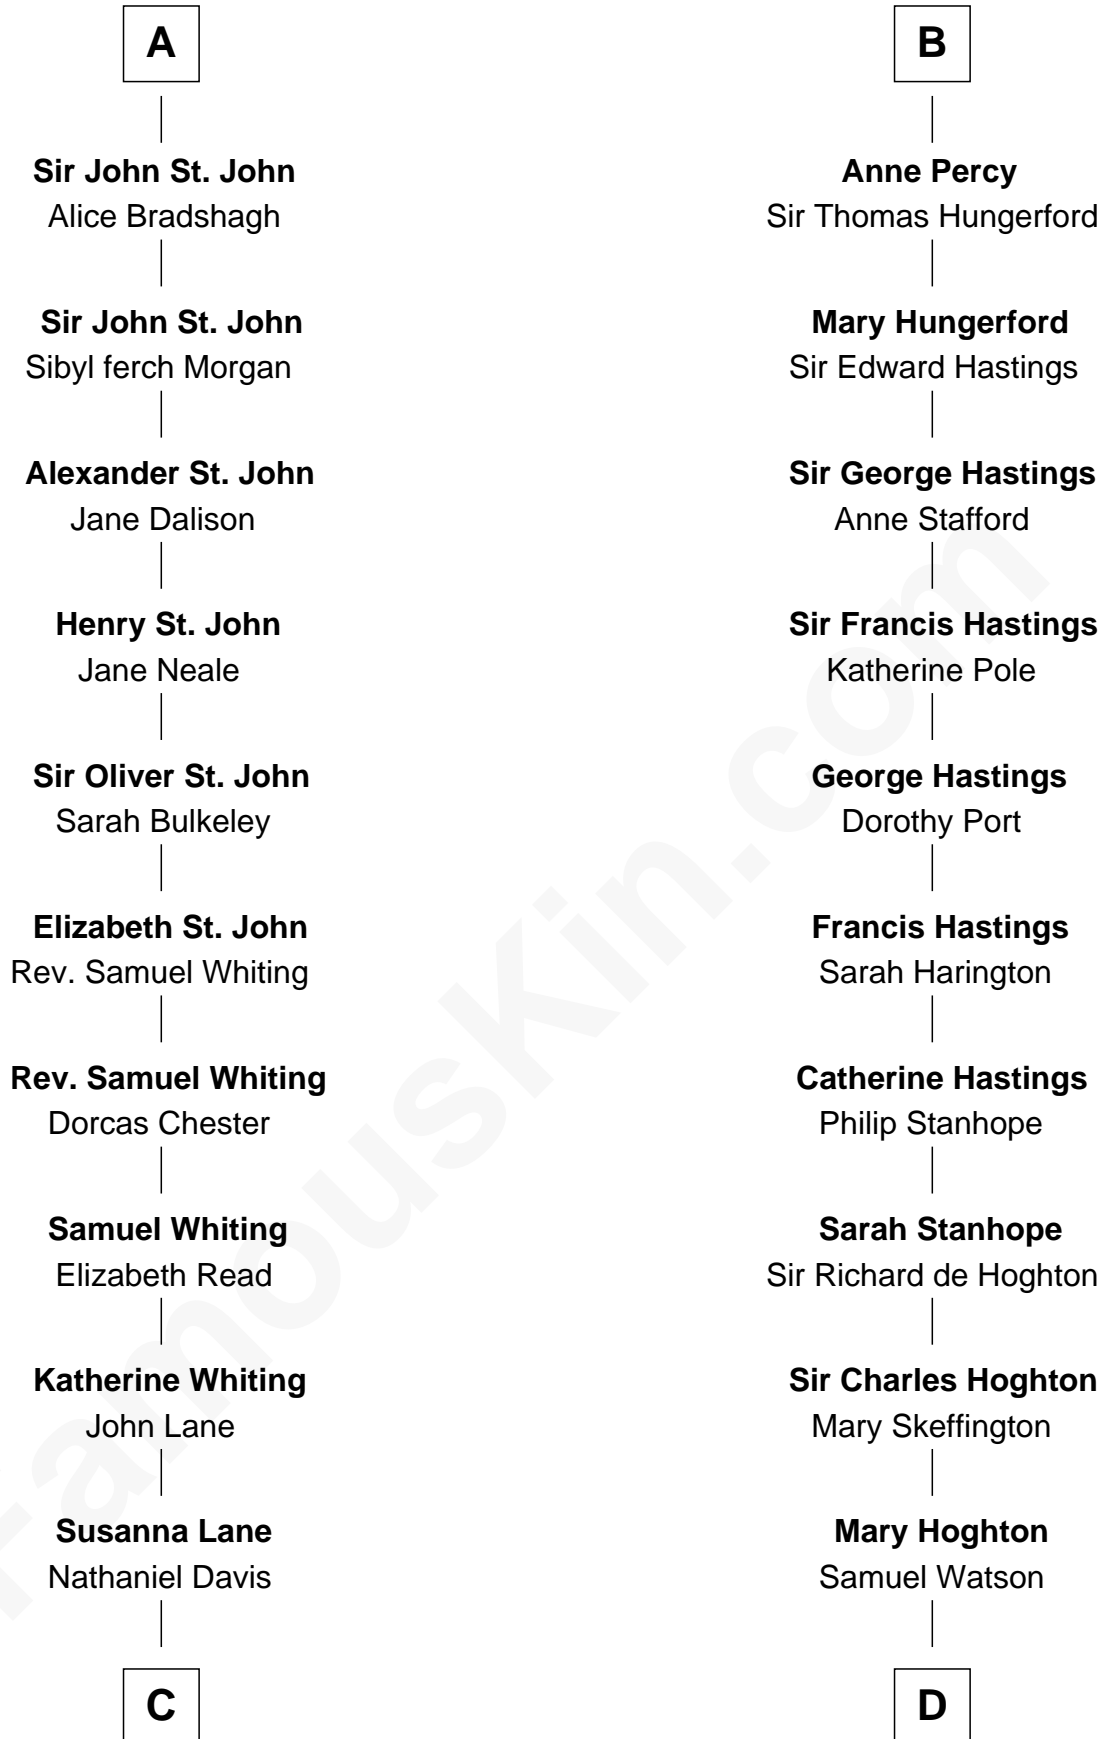 A
Sir John St. John
Alice Bradshagh
Sir John St. John
Sibyl ferch Morgan
Alexander St. John
Jane Dalison
Henry St. John
Jane Neale
Sir Oliver St. John
Sarah Bulkeley
Elizabeth St. John
Rev. Samuel Whiting
Rev. Samuel Whiting
Dorcas Chester
Samuel Whiting
Elizabeth Read
Katherine Whiting
John Lane
Susanna Lane
Nathaniel Davis
C
B
Anne Percy
Sir Thomas Hungerford
Mary Hungerford
Sir Edward Hastings
Sir George Hastings
Anne Stafford
Sir Francis Hastings
Katherine Pole
George Hastings
Dorothy Port
Francis Hastings
Sarah Harington
Catherine Hastings
Philip Stanhope
Sarah Stanhope
Sir Richard de Hoghton
Sir Charles Hoghton
Mary Skeffington
Mary Hoghton
Samuel Watson
D
FamousKin.com